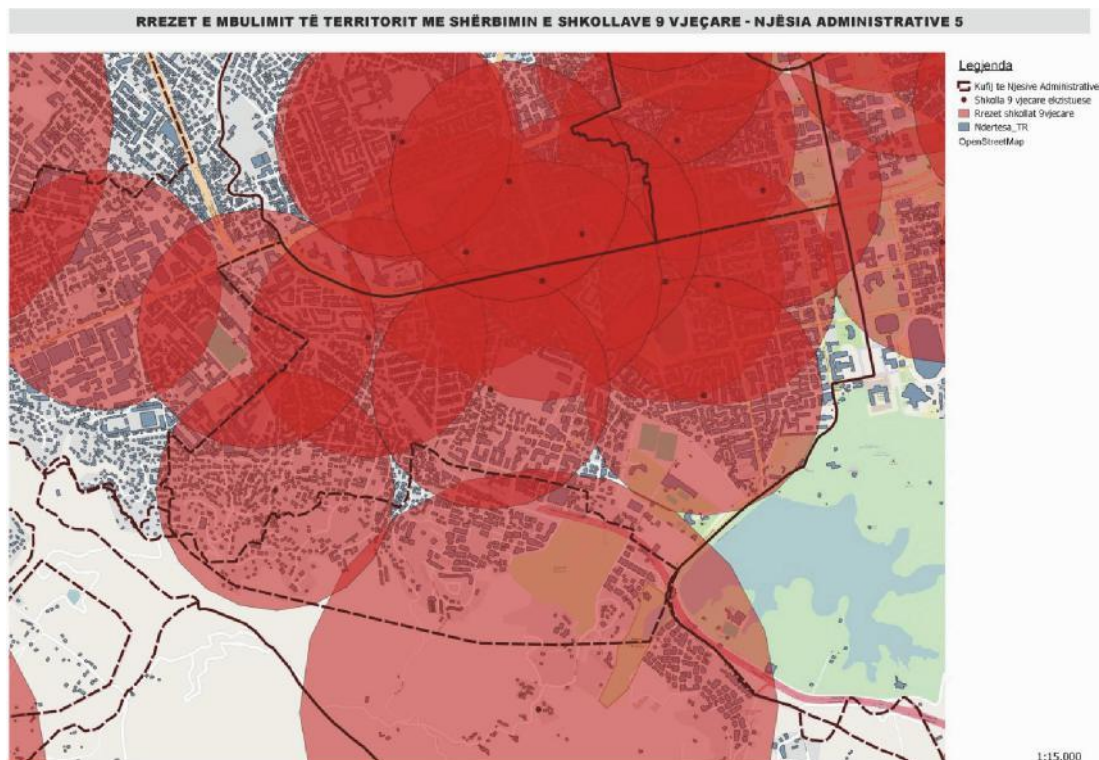 RREZET E MBULIMIT TË TERRITORIT ME SHËRBIMIN E SHKOLLAVE 9 VJEÇARE - NJËSIA ADMINISTRATIVE 5
Legjenda
Kufij te Njesive Administrative
Shkolla 9 vjecare ekzistuese
Rrezet shkollat 9vjecare
Ndertesa_TR
OpenStreetMap
1:15.000